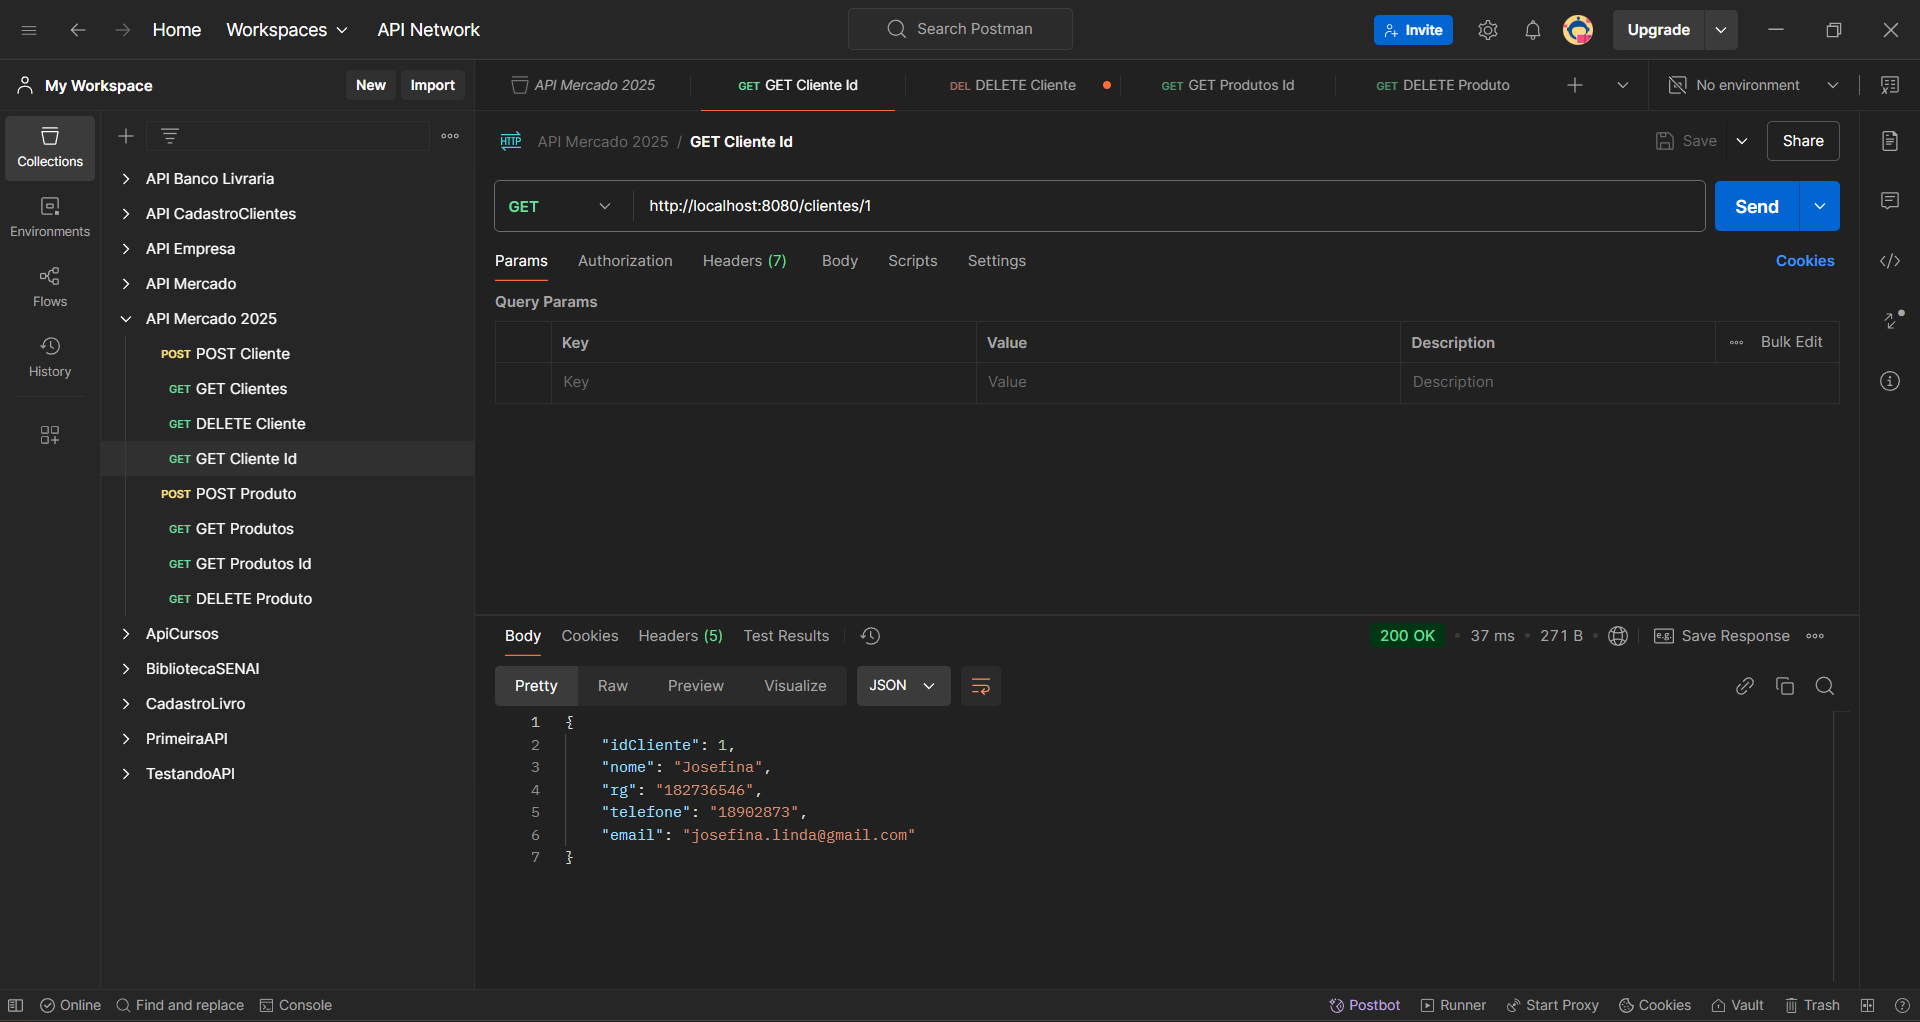 Home
Workspaces
API Network
Search Postman
Invite
Upgrade
My Workspace
New
Import
API Mercado 2025
GET GET Cliente Id
DEL DELETE Cliente
GET GET Produtos Id
GET DELETE Produto
No environment
Collections
Environments
Flows
History
API Banco Livraria
API CadastroClientes
API Empresa
API Mercado
API Mercado 2025
POST POST Cliente
GET GET Clientes
GET DELETE Cliente
GET GET Cliente Id
POST POST Produto
GET GET Produtos
GET GET Produtos Id
GET DELETE Produto
ApiCursos
BibliotecaSENAI
CadastroLivro
PrimeiraAPI
TestandoAPI
HTTP API Mercado 2025 / GET Cliente Id
Save
Share
GET http://localhost:8080/clientes/1
Send
Params Authorization Headers (7) Body Scripts Settings
Cookies
Query Params
Key Value Description Bulk Edit
Key Value Description
Body Cookies Headers (5) Test Results
200 OK 37 ms 271 B e.g. Save Response
Pretty Raw Preview Visualize JSON
1 {
2 "idCliente": 1,
3 "nome": "Josefina",
4 "rg": "182736546",
5 "telefone": "18902873",
6 "email": "josefina.linda@gmail.com"
7 }
Online
Find and replace
Console
Postbot
Runner
Start Proxy
Cookies
Vault
Trash